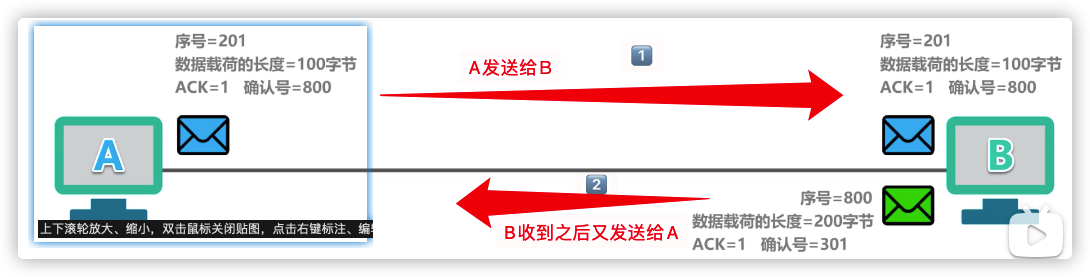 序号=201
数据载荷的长度=100字节
ACK=1 确认号=800
A发送给B
1
序号=201
数据载荷的长度=100字节
ACK=1 确认号=800
A
B
2
B收到之后又发送给A
序号=800
数据载荷的长度=200字节
ACK=1 确认号=301
上下滚轮放大、缩小，双击鼠标关闭贴图，点击右键标注、编